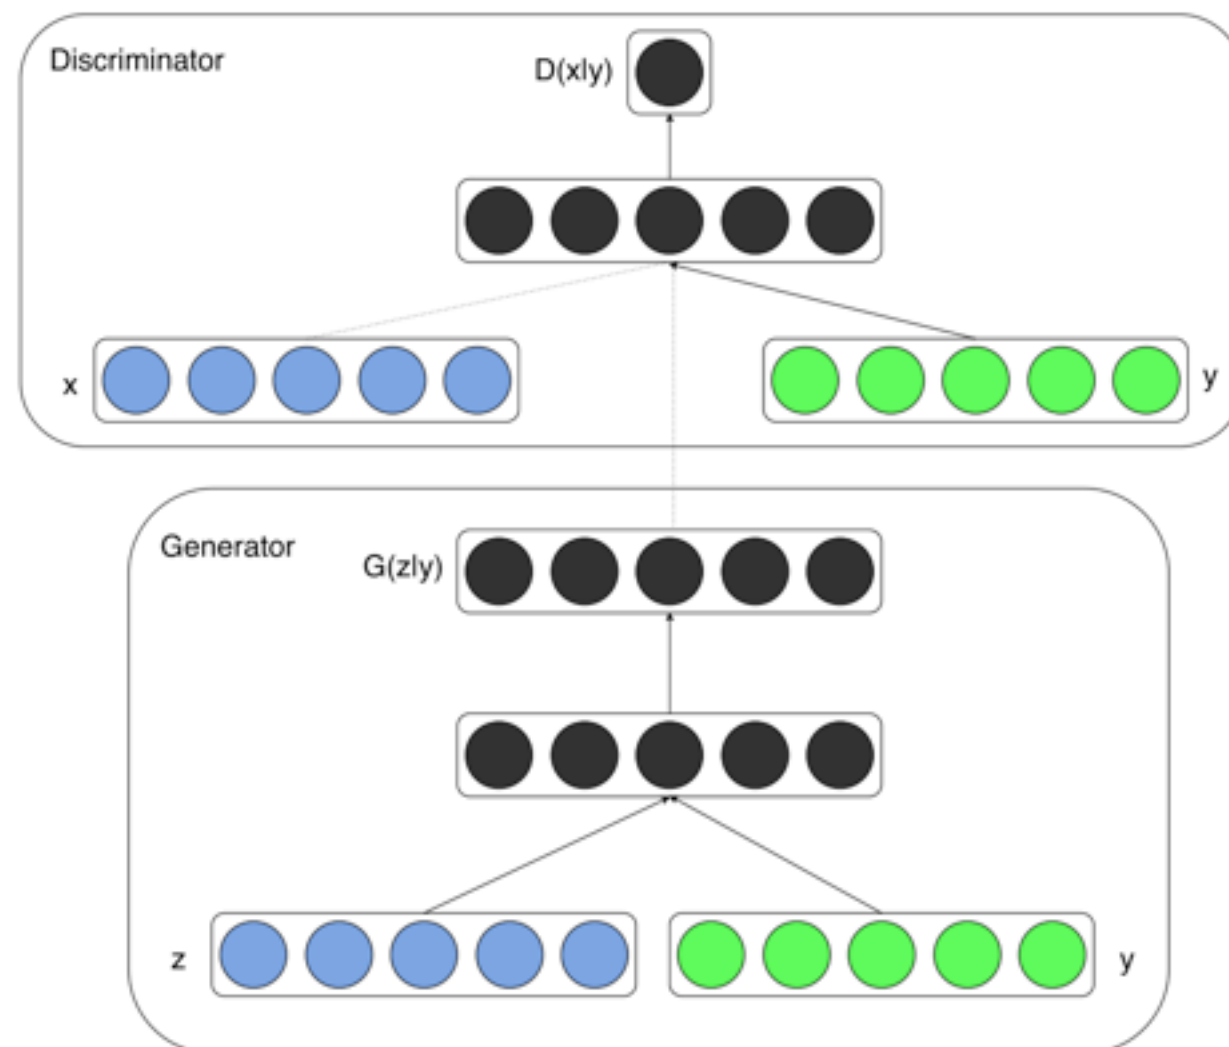 Discriminator
D(x|y)
x
y
Generator
G(z|y)
z
y